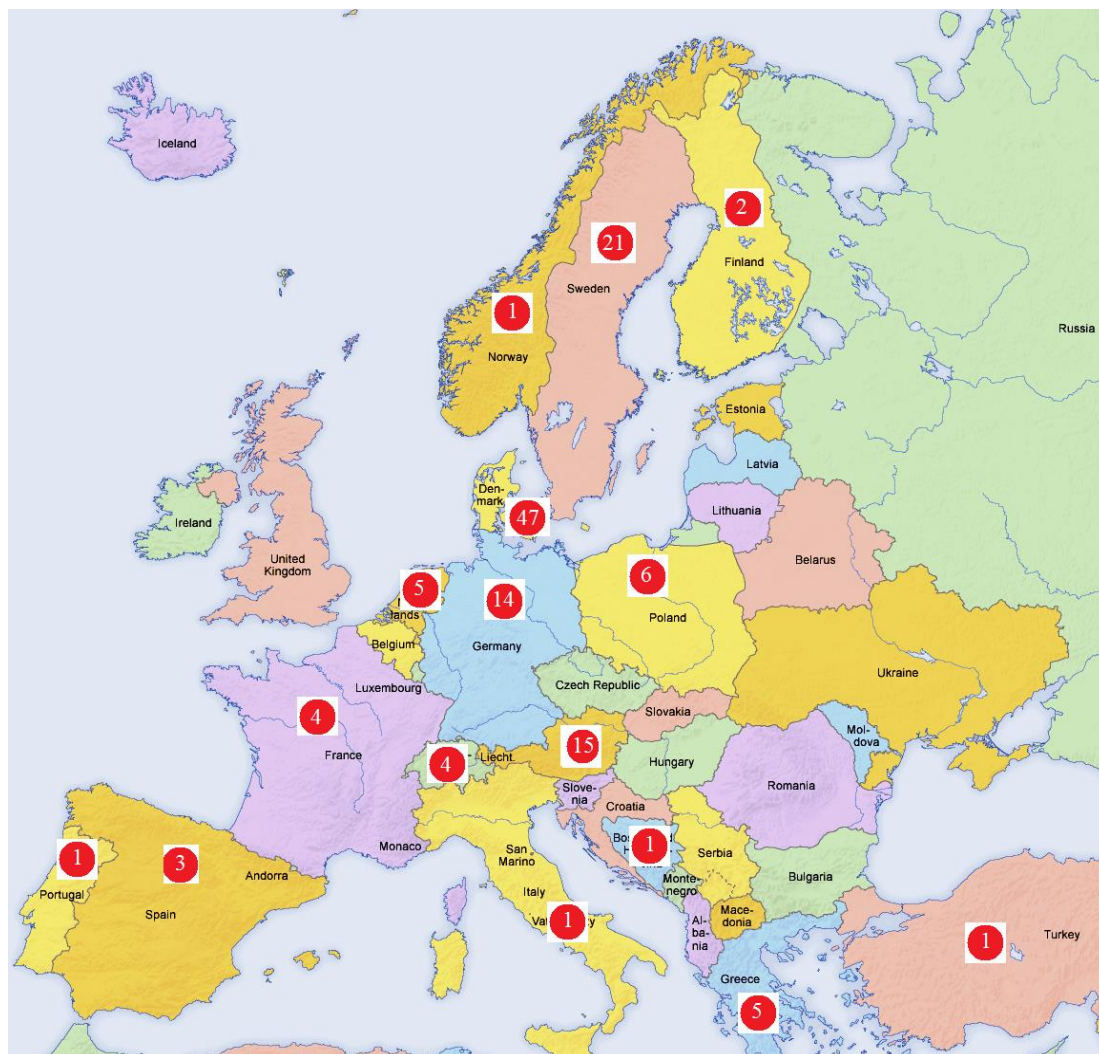 Iceland
2
21
Finland
Sweden
1
Russia
Norway
Estonia
Latvia
Den-
mark
47
Lithuania
Ireland
United
Kingdom
Belarus
5
6
14
lands
Poland
Belgium
Germany
Ukraine
Czech Republic
Luxembourg
Slovakia
4
15
Mol-
dova
France
4
Liecht.
Hungary
Slove-
nia
Romania
Croatia
Monaco
San
Marino
1
Serbia
1
3
Andorra
Bulgaria
Portugal
Monte-
negro
Italy
Spain
1
Mace-
donia
Al-
ba-
nia
1
Turkey
Greece
5